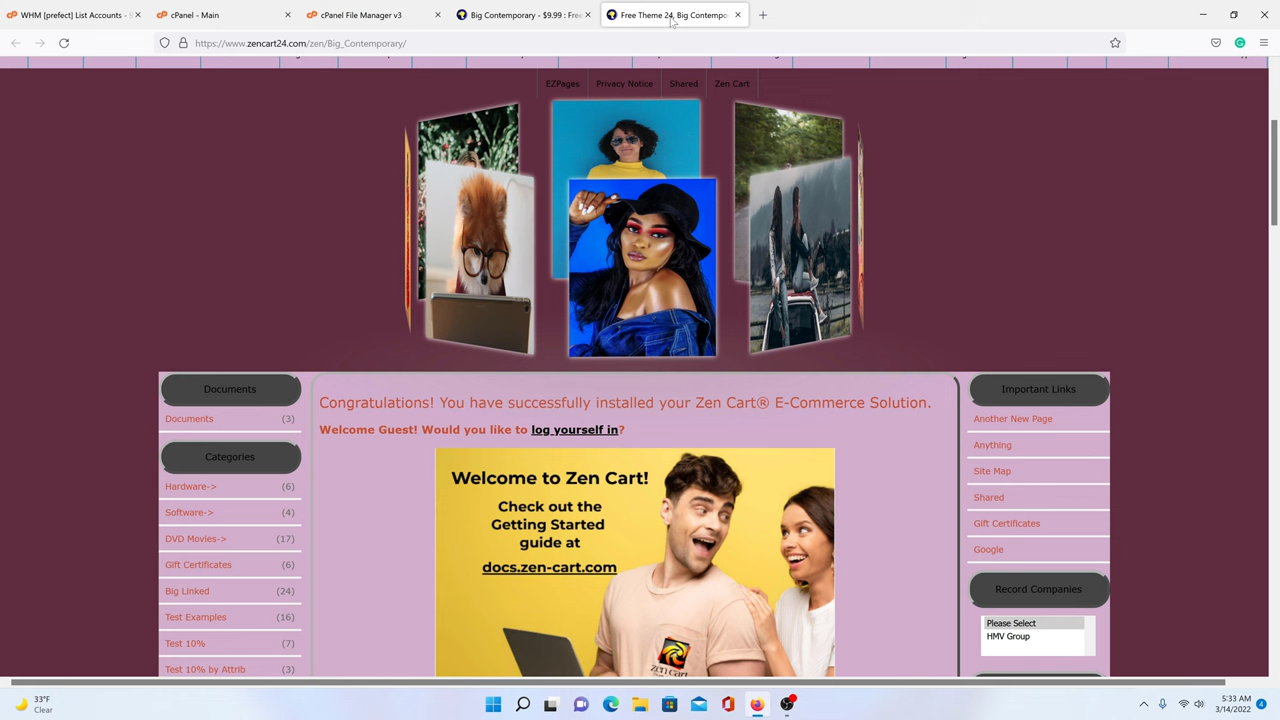 WHM [prefect] List Accounts - 9
cPanel - Main
cPanel File Manager v3
Big Contemporary - $9.99 : Free
Free Theme 24, Big Contempo
https://www.zencart24.com/zen/Big_Contemporary/
EZPages
Privacy Notice
Shared
Zen Cart
Documents
Documents (3)
Categories
Hardware-> (6)
Software-> (4)
DVD Movies-> (17)
Gift Certificates (6)
Big Linked (24)
Test Examples (16)
Test 10% (7)
Test 10% by Attrib (3)
Congratulations! You have successfully installed your Zen Cart® E-Commerce Solution.
Welcome Guest! Would you like to log yourself in?
Welcome to Zen Cart!
Check out the
Getting Started
guide at
docs.zen-cart.com
zen cart
Important Links
Another New Page
Anything
Site Map
Shared
Gift Certificates
Google
Record Companies
Please Select
HMV Group
33°F
Clear
5:33 AM
3/14/2022
4